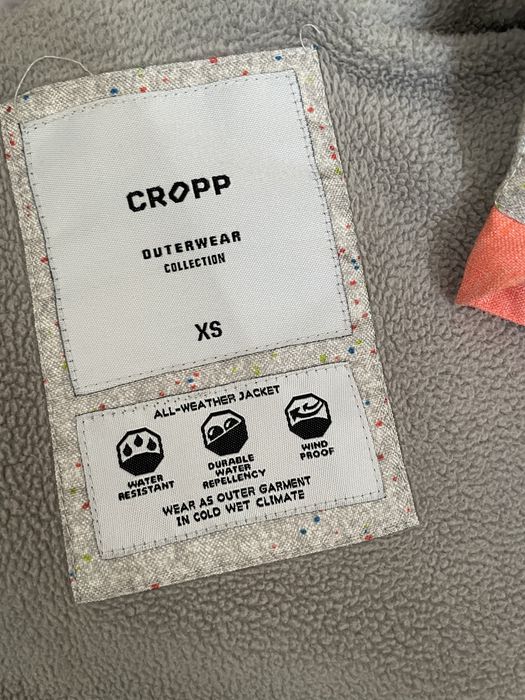 CROPP
OUTERWEAR
COLLECTION
XS
ALL-WEATHER JACKET
WATER
RESISTANT
DURABLE
WATER
REPELLENCY
WIND
PROOF
WEAR AS OUTER GARMENT
IN COLD WET CLIMATE